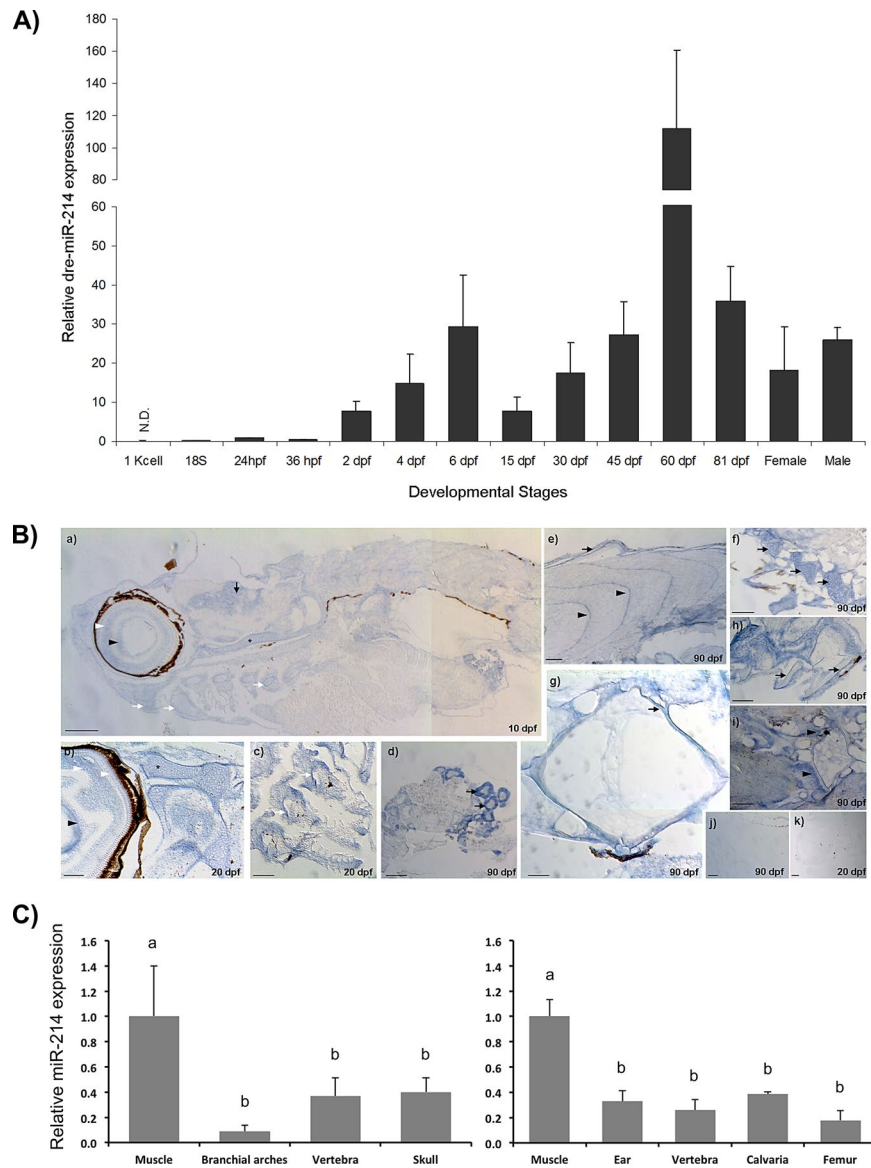 A)
Relative dre-miR-214 expression
180
160
140
120
100
80
60
50
40
30
20
10
0
N.D.
1 Kcell 18S 24hpf 36 hpf 2 dpf 4 dpf 6 dpf 15 dpf 30 dpf 45 dpf 60 dpf 81 dpf Female Male
Developmental Stages
B)
a)
10 dpf
b)
20 dpf
c)
20 dpf
d)
90 dpf
e)
90 dpf
f)
90 dpf
g)
90 dpf
h)
90 dpf
i)
90 dpf
j)
90 dpf
k)
20 dpf
C)
Relative miR-214 expression
1.6
1.4
1.2
1.0
0.8
0.6
0.4
0.2
0.0
a
b
b
b
Muscle Branchial arches Vertebra Skull
1.6
1.4
1.2
1.0
0.8
0.6
0.4
0.2
0.0
a
b
b
b
b
Muscle Ear Vertebra Calvaria Femur